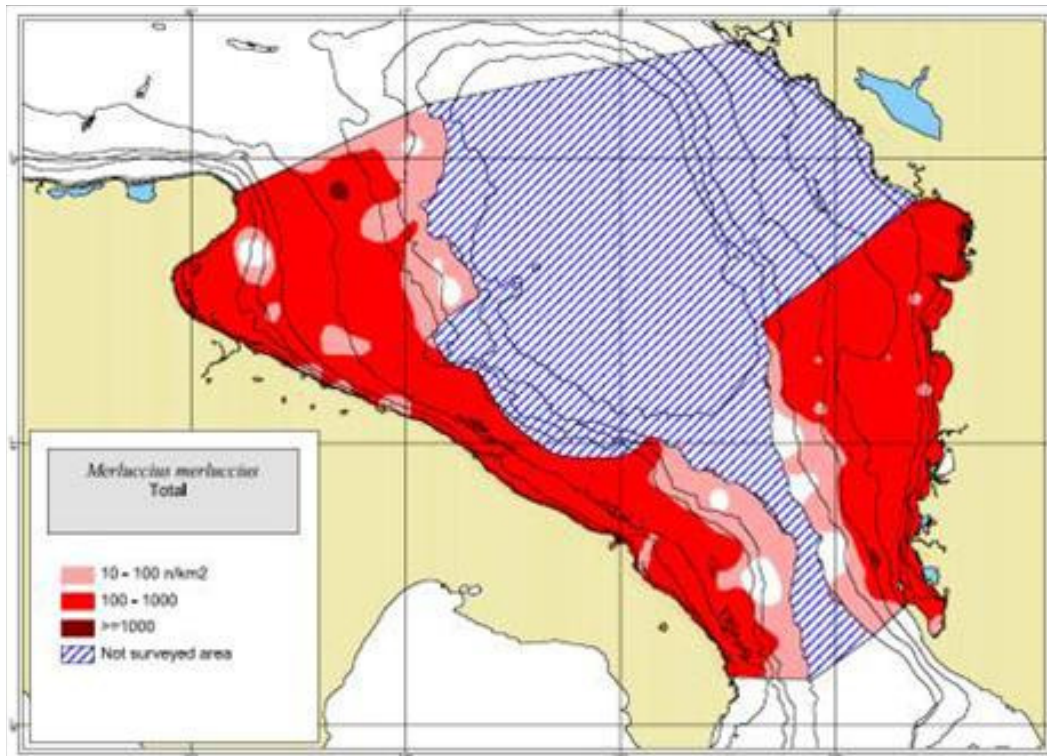 Merluccius merluccius
Total
10 - 100 n/km2
100 - 1000
>=1000
Not surveyed area